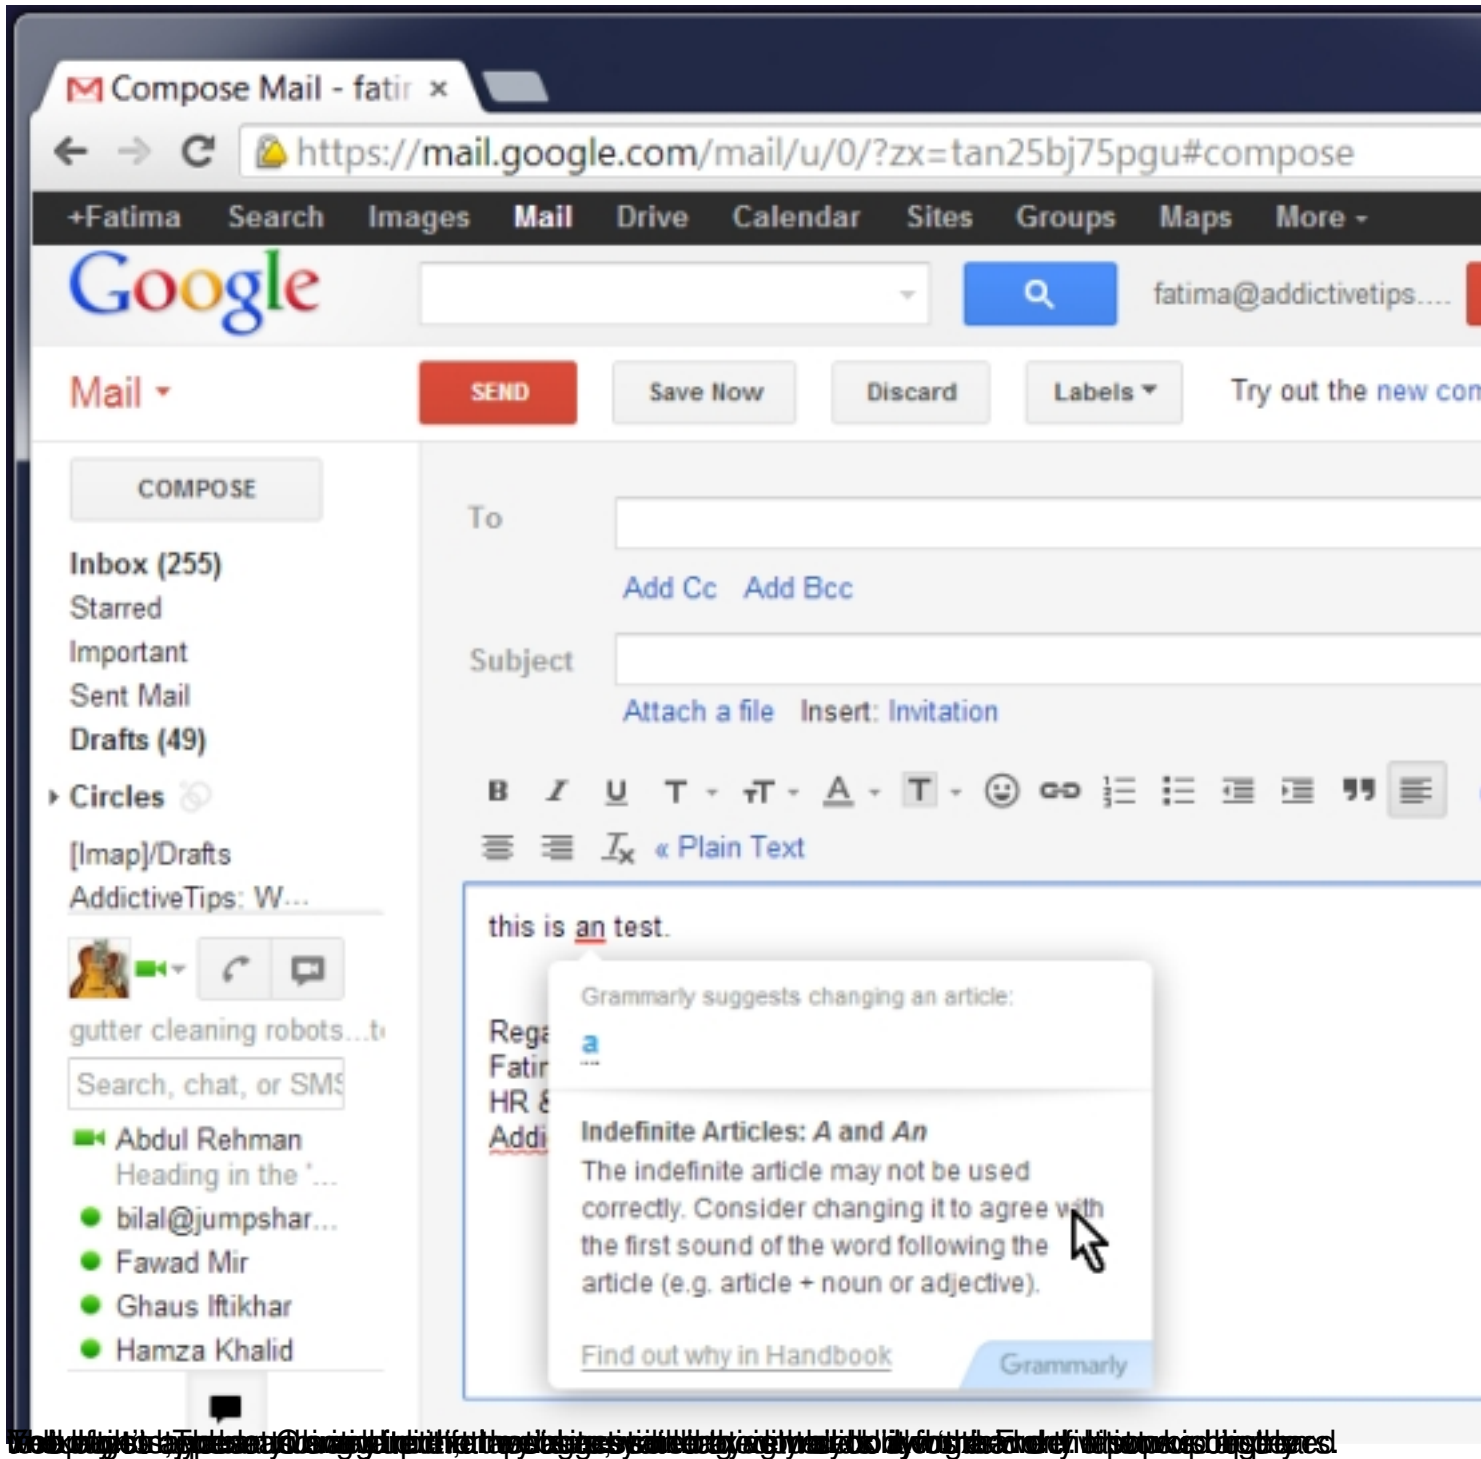 Compose Mail - fatir ×
https://mail.google.com/mail/u/0/?zx=tan25bj75pgu#compose
+Fatima Search Images Mail Drive Calendar Sites Groups Maps More
Google
fatima@addictivetips....
Mail SEND Save Now Discard Labels Try out the new com
COMPOSE
To
Inbox (255)
Add Cc Add Bcc
Starred
Important
Subject
Sent Mail
Attach a file Insert: Invitation
Drafts (49)
Circles
B I U T T A T
« Plain Text
[Imap]/Drafts
AddictiveTips: W...
this is an test.
Grammarly suggests changing an article:
a
gutter cleaning robots...
Search, chat, or SMS
HR &
Indefinite Articles: A and An
The indefinite article may not be used
correctly. Consider changing it to agree with
the first sound of the word following the
article (e.g. article + noun or adjective).
Find out why in Handbook
Grammarly
Abdul Rehman
Heading in the '...
bilal@jumpshar...
Fawad Mir
Ghaus Iftikhar
Hamza Khalid